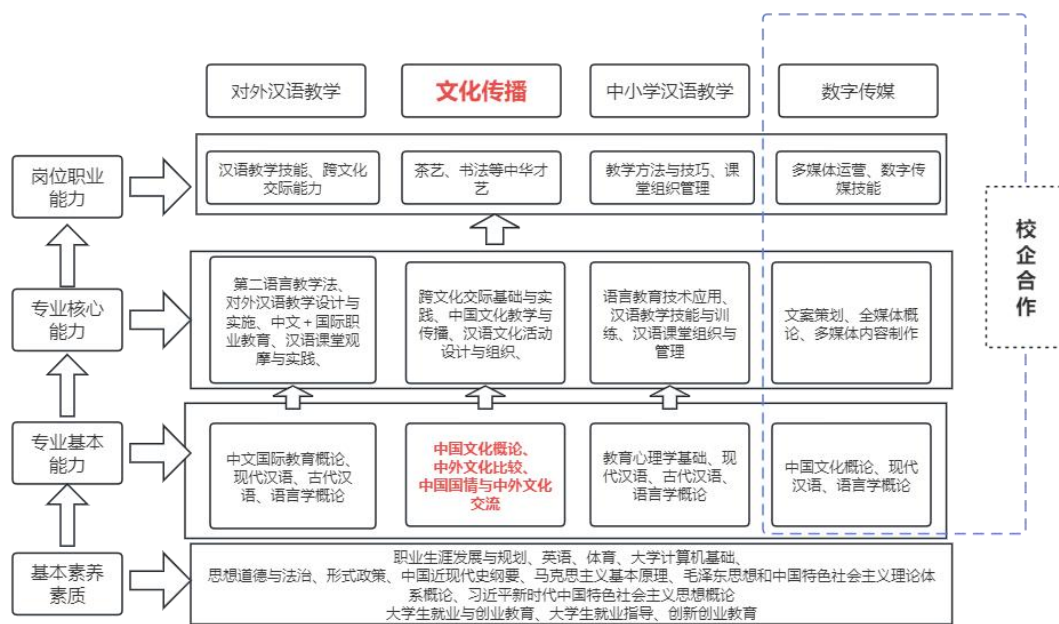 对外汉语教学
文化传播
中小学汉语教学
数字传媒
岗位职业
能力
汉语教学技能、跨文化
交际能力
茶艺、书法等中华才
艺
教学方法与技巧、课
堂组织管理
多媒体运营、数字传
媒技能
校
企
合
作
专业核心
能力
第二语言教学法、
对外汉语教学设计与
实施、中文＋国际职
业教育、汉语课堂观
摩与实践、
跨文化交际基础与实
践、中国文化教学与
传播、汉语文化活动
设计与组织、
语言教育技术应用、
汉语教学技能与训
练、汉语课堂组织与
管理
文案策划、全媒体概
论、多媒体内容制作
专业基本
能力
中文国际教育概论、
现代汉语、古代汉
语、语言学概论
中国文化概论、
中外文化比较、
中国国情与中外文化
交流
教育心理学基础、现
代汉语、古代汉语、
语言学概论
中国文化概论、现代
汉语、语言学概论
基本素养
素质
职业生涯发展与规划、英语、体育、大学计算机基础、
思想道德与法治、形式政策、中国近现代史纲要、马克思主义基本原理、毛泽东思想和中国特色社会主义理论体
系概论、习近平新时代中国特色社会主义思想概论
大学生就业与创业教育、大学生就业指导、创新创业教育